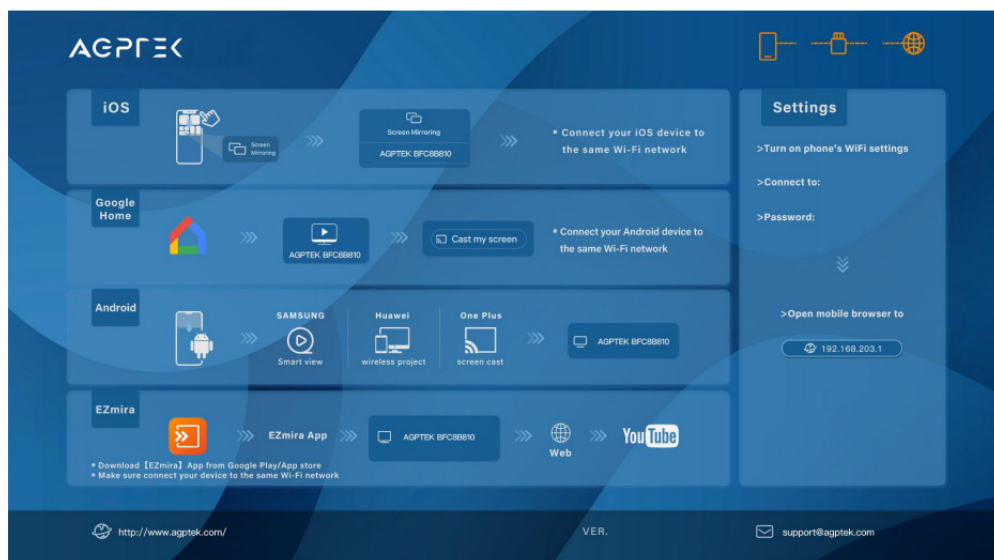 AGPTEK
iOS
Screen
Mirroring
Screen Mirroring
AGPTEK BFC8B810
* Connect your iOS device to
the same Wi-Fi network
Google
Home
AGPTEK BFC8B810
Cast my screen
* Connect your Android device to
the same Wi-Fi network
Android
SAMSUNG
Smart view
Huawei
wireless project
One Plus
screen cast
AGPTEK BFC8B810
EZmira
EZmira App
AGPTEK BFC8B810
Web
YouTube
* Download【EZmira】App from Google Play/App store
* Make sure connect your device to the same Wi-Fi network
Settings
>Turn on phone's WiFi settings
>Connect to:
>Password:
>Open mobile browser to
192.168.203.1
http://www.agptek.com/
VER.
support@agptek.com